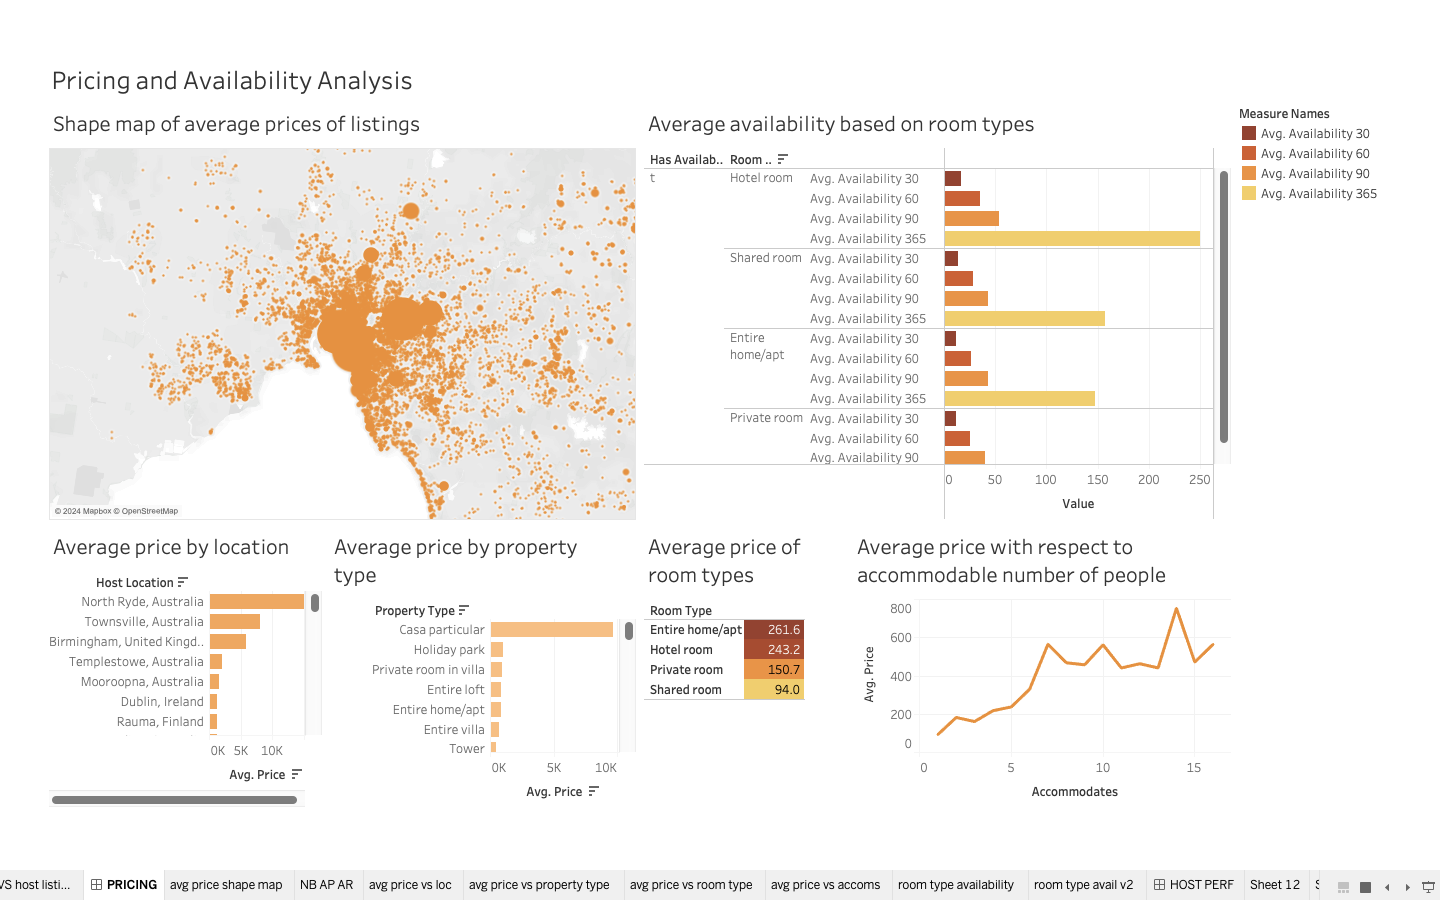 Pricing and Availability Analysis
Shape map of average prices of listings
© 2024 Mapbox © OpenStreetMap
Average availability based on room types
Has Availab.. Room ..
t Hotel room Avg. Availability 30
Avg. Availability 60
Avg. Availability 90
Avg. Availability 365
Shared room Avg. Availability 30
Avg. Availability 60
Avg. Availability 90
Avg. Availability 365
Entire home/apt Avg. Availability 30
Avg. Availability 60
Avg. Availability 90
Avg. Availability 365
Private room Avg. Availability 30
Avg. Availability 60
Avg. Availability 90
0 50 100 150 200 250
Value
Measure Names
Avg. Availability 30
Avg. Availability 60
Avg. Availability 90
Avg. Availability 365
Average price by location
Host Location
North Ryde, Australia
Townsville, Australia
Birmingham, United Kingd..
Templestowe, Australia
Mooroopna, Australia
Dublin, Ireland
Rauma, Finland
0K 5K 10K
Avg. Price
Average price by property
type
Property Type
Casa particular
Holiday park
Private room in villa
Entire loft
Entire home/apt
Entire villa
Tower
0K 5K 10K
Avg. Price
Average price of
room types
Room Type
Entire home/apt 261.6
Hotel room 243.2
Private room 150.7
Shared room 94.0
Average price with respect to
accommodable number of people
800
600
400
200
0
Avg. Price
0 5 10 15
Accommodates
VS host listi... PRICING avg price shape map NB AP AR avg price vs loc avg price vs property type avg price vs room type avg price vs accoms room type availability room type avail v2 HOST PERF Sheet 12